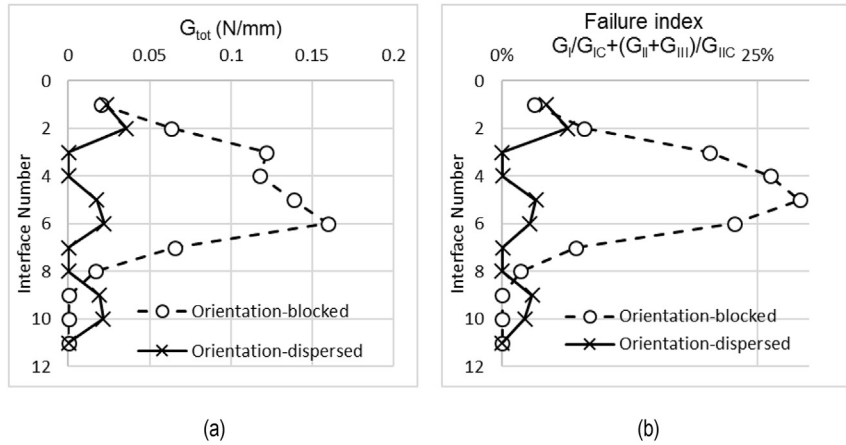 G_tot (N/mm)
0 0.05 0.1 0.15 0.2
0
2
4
6
8
10
12
Interface Number
Orientation-blocked
Orientation-dispersed
(a)
Failure index
G_I/G_IC+(G_II+G_III)/G_IIC
0% 25%
0
2
4
6
8
10
12
Interface Number
Orientation-blocked
Orientation-dispersed
(b)